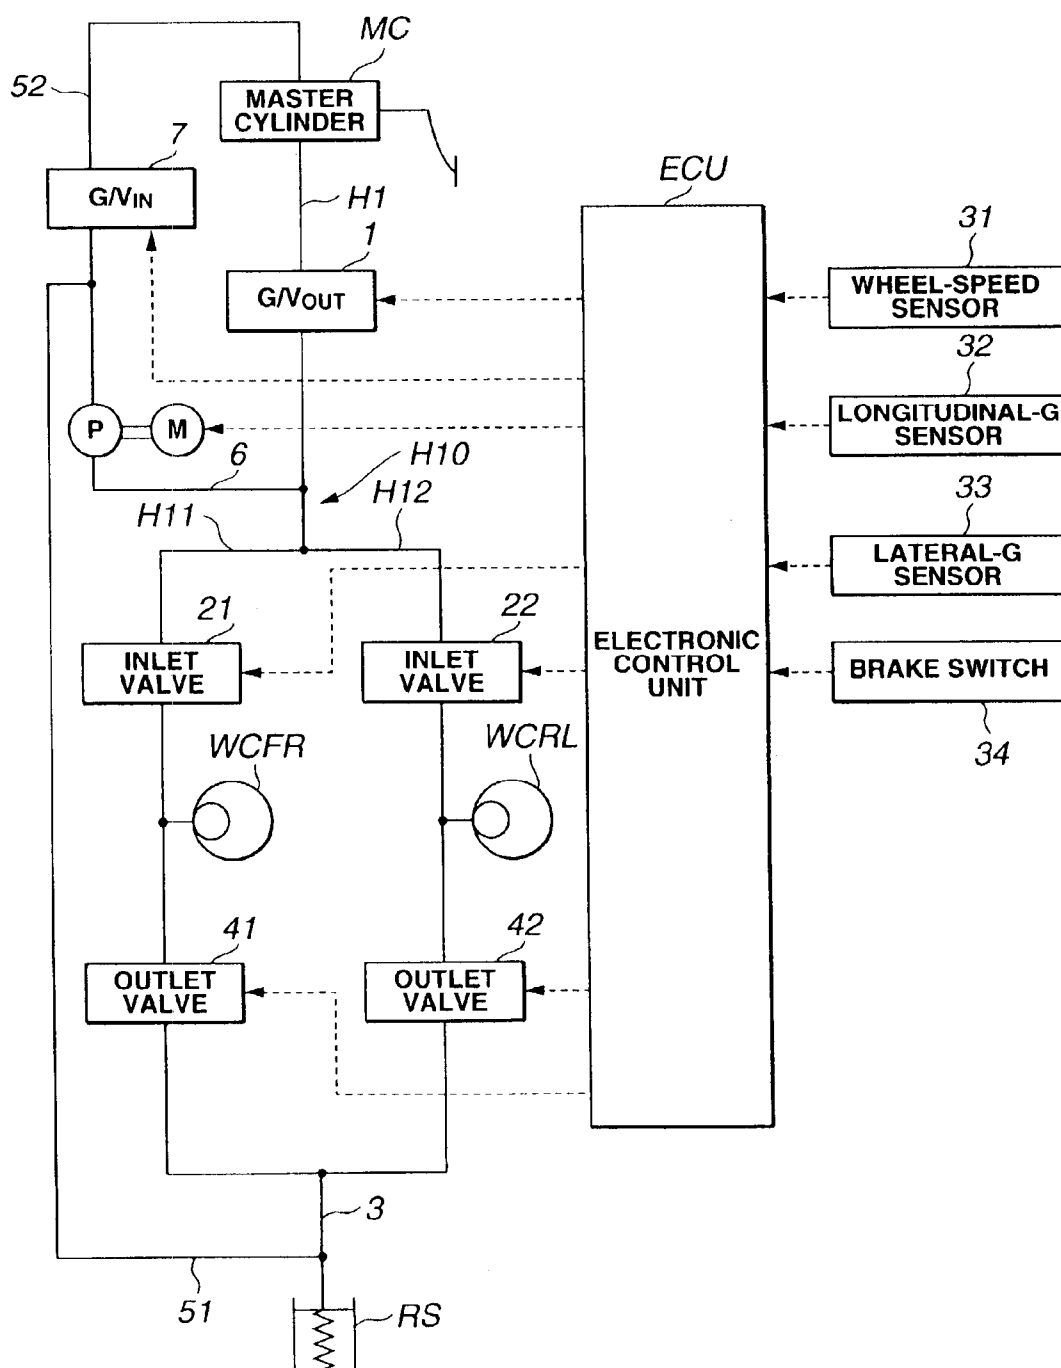 MC
52
MASTER
CYLINDER
7
G/VIN
H1
ECU
1
G/VOUT
31
WHEEL-SPEED
SENSOR
32
LONGITUDINAL-G
SENSOR
P
M
6
H10
H12
H11
33
LATERAL-G
SENSOR
21
22
INLET
VALVE
INLET
VALVE
ELECTRONIC
CONTROL
UNIT
BRAKE SWITCH
34
WCFR
WCRL
41
42
OUTLET
VALVE
OUTLET
VALVE
3
51
RS